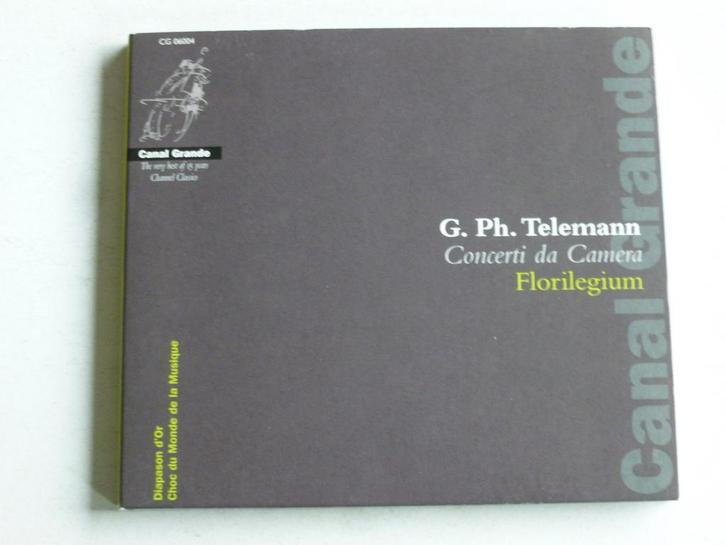 CG 06004
Canal Grande
The very best of 15 years
Channel Classics
G. Ph. Telemann
Concerti da Camera
Florilegium
Canal Grande
Diapason d'Or
Choc du Monde de la Musique